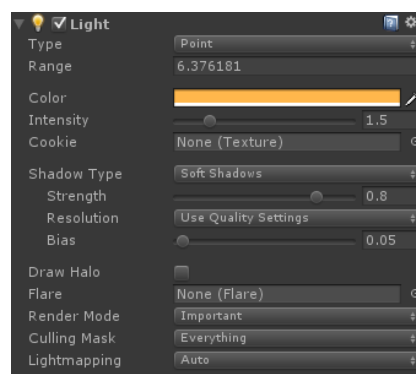 Light
Type Point
Range 6.376181
Color
Intensity 1.5
Cookie None (Texture)
Shadow Type Soft Shadows
Strength 0.8
Resolution Use Quality Settings
Bias 0.05
Draw Halo
Flare None (Flare)
Render Mode Important
Culling Mask Everything
Lightmapping Auto